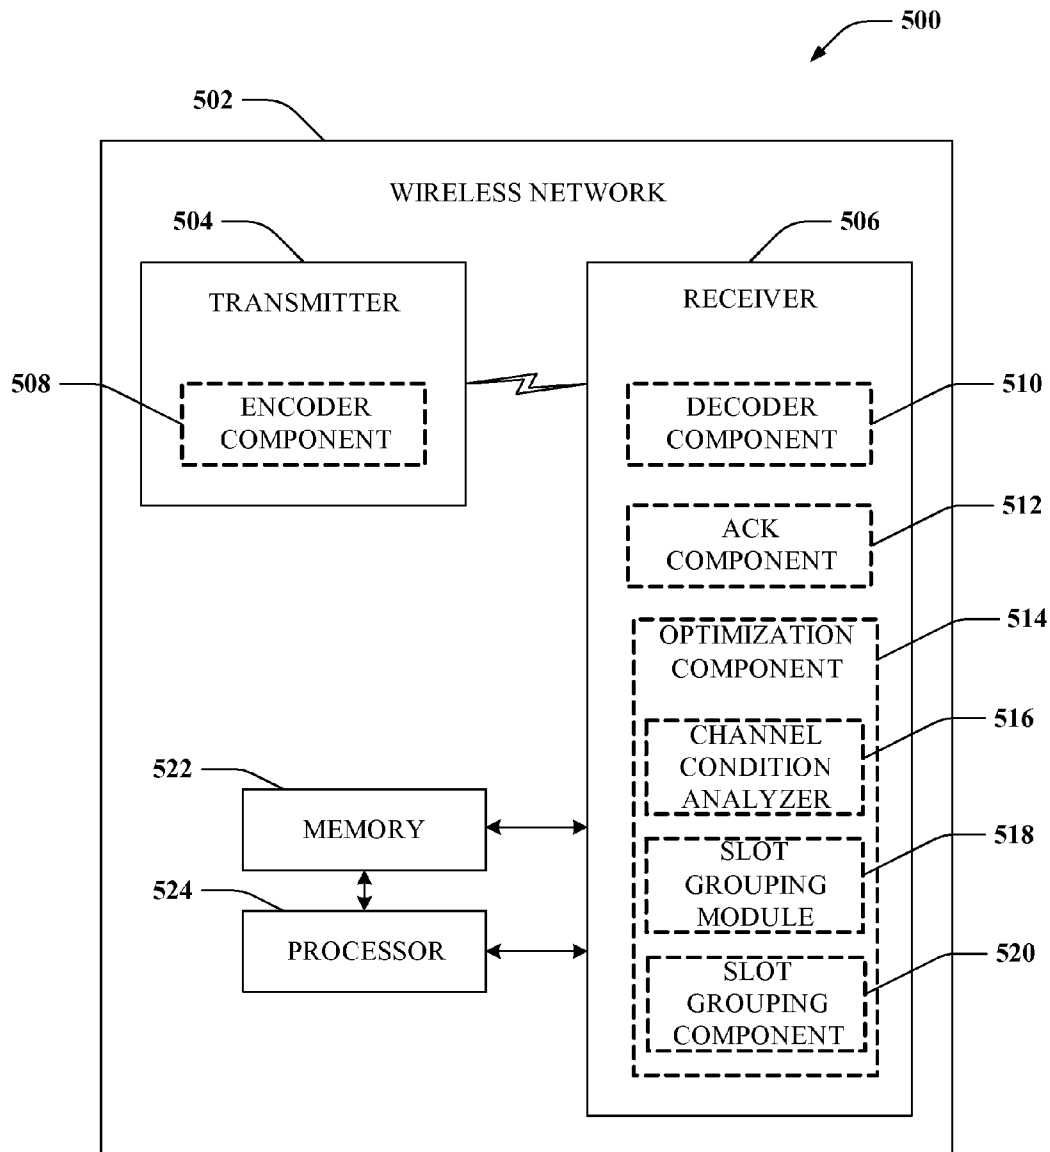 500
502
WIRELESS NETWORK
504
506
TRANSMITTER
RECEIVER
508
ENCODER
COMPONENT
DECODER
COMPONENT
510
ACK
COMPONENT
512
OPTIMIZATION
COMPONENT
514
CHANNEL
CONDITION
ANALYZER
516
522
MEMORY
SLOT
GROUPING
MODULE
518
524
PROCESSOR
SLOT
GROUPING
COMPONENT
520